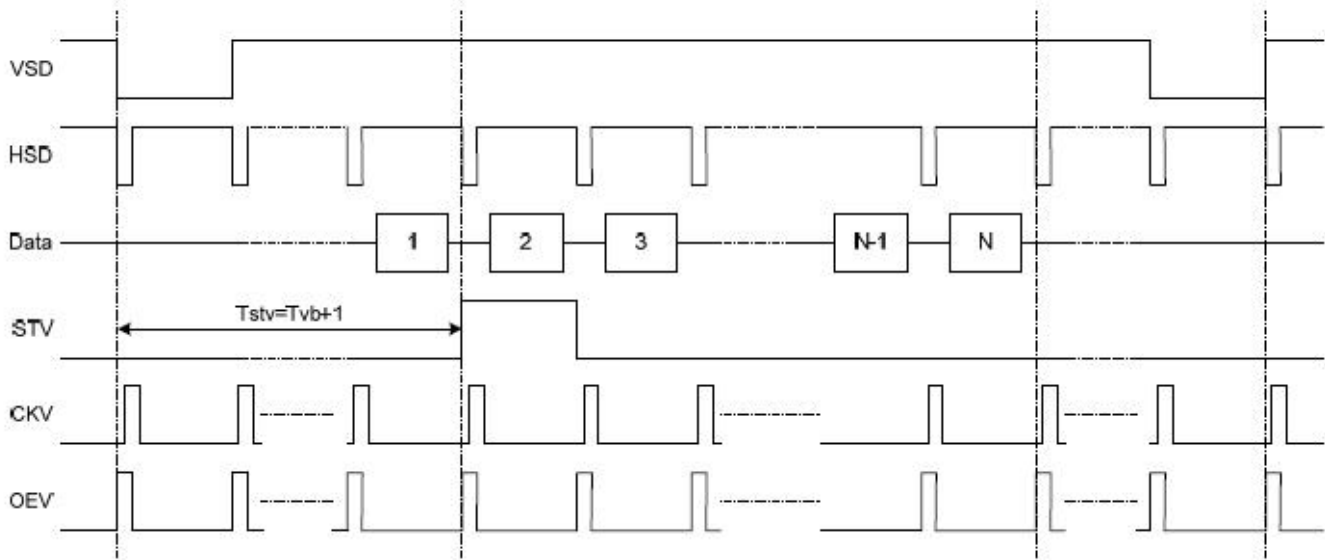 VSD
HSD
Data 1 2 3 N-1 N
STV Tstv=Tvb+1
CKV
OEV